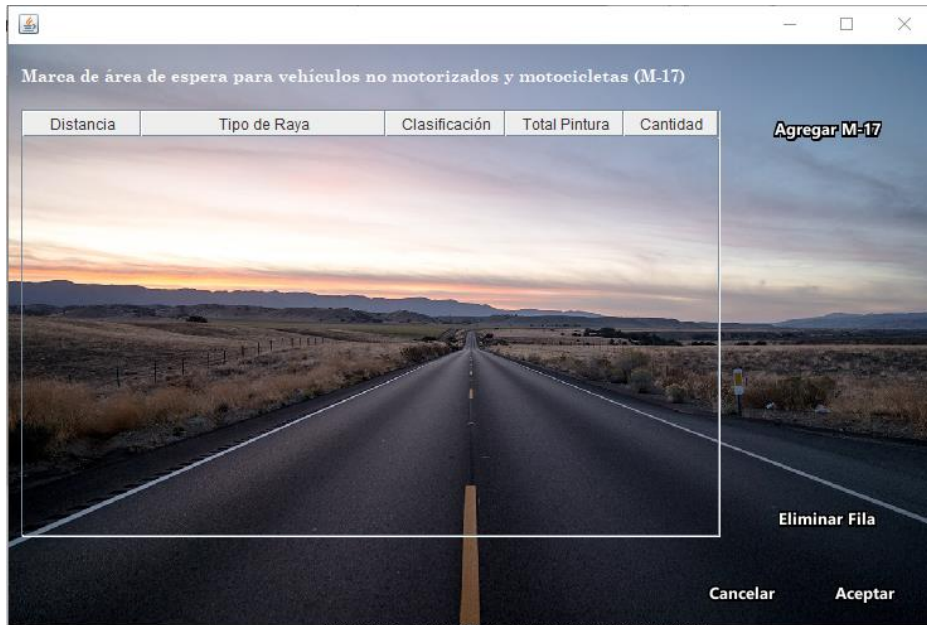 Marca de área de espera para vehículos no motorizados y motocicletas (M-17)
Distancia Tipo de Raya Clasificación Total Pintura Cantidad
Agregar M-17
Eliminar Fila
Cancelar Aceptar